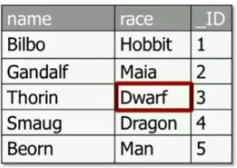 name race _ID
Bilbo Hobbit 1
Gandalf Maia 2
Thorin Dwarf 3
Smaug Dragon 4
Beorn Man 5